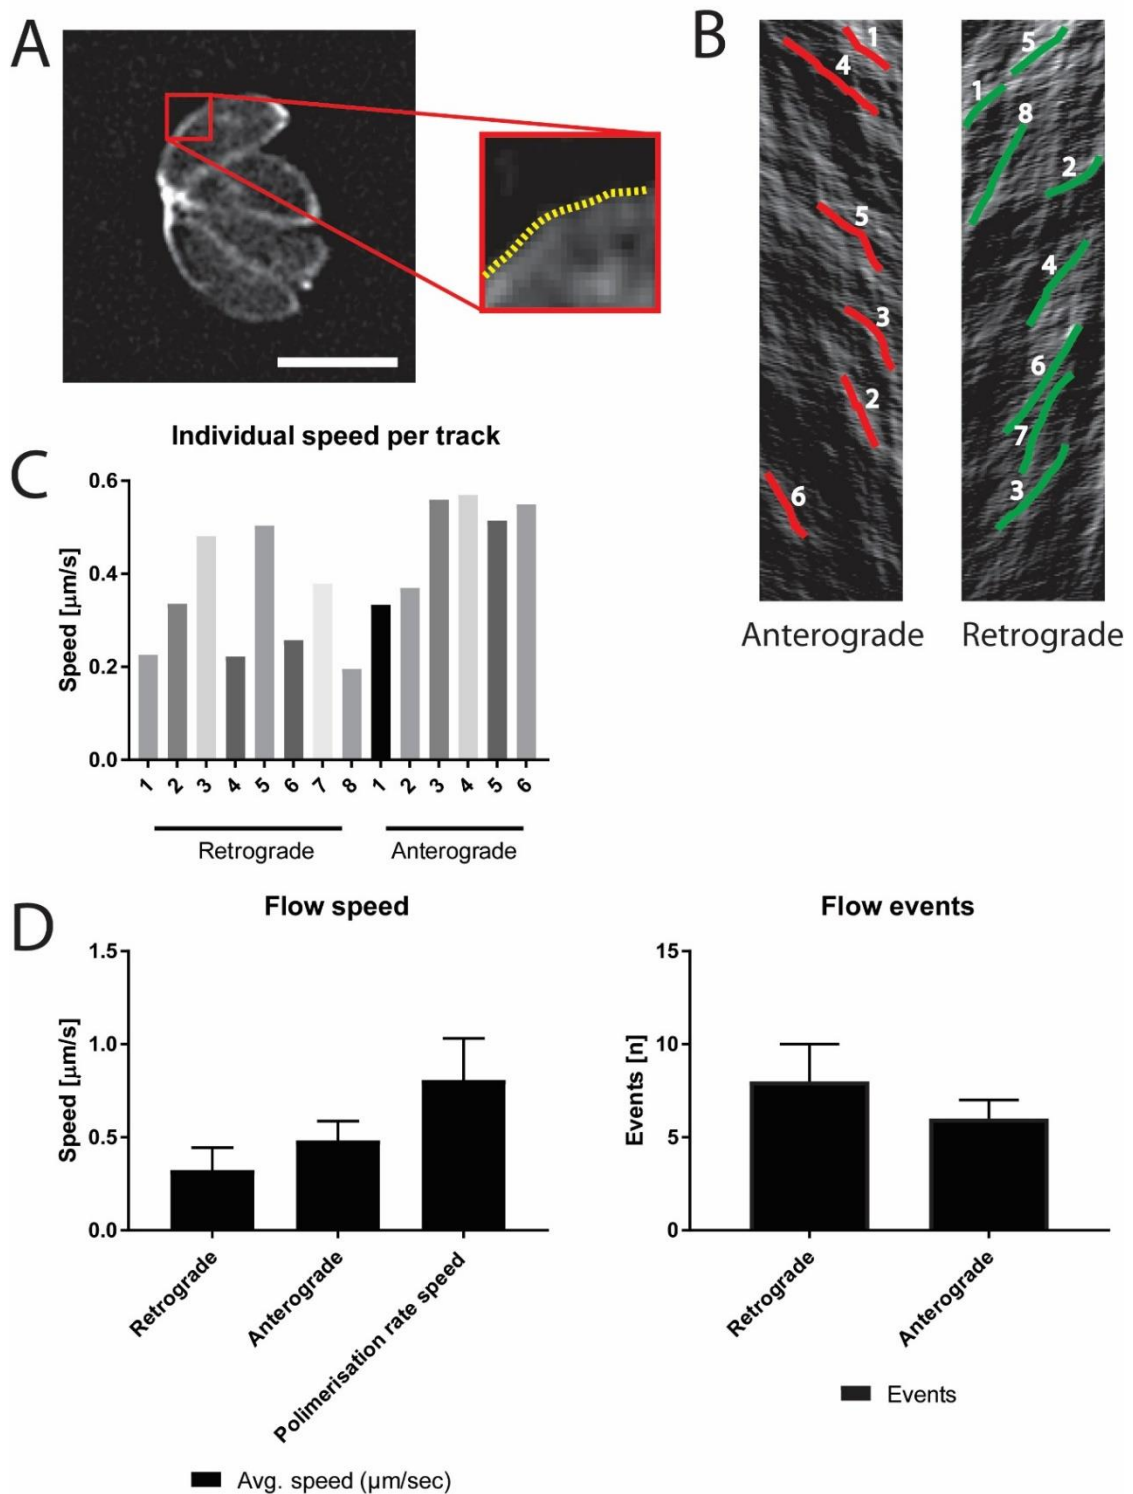 A
B
1
4
5
3
2
6
Anterograde
5
1
8
2
4
6
7
3
Retrograde
C
Individual speed per track
Speed [µm/s]
0.6
0.4
0.2
0.0
1 2 3 4 5 6 7 8 1 2 3 4 5 6
Retrograde Anterograde
D
Flow speed
Speed [µm/s]
1.5
1.0
0.5
0.0
Retrograde
Anterograde
Polimerisation rate speed
Avg. speed (µm/sec)
Flow events
Events [n]
15
10
5
0
Retrograde
Anterograde
Events